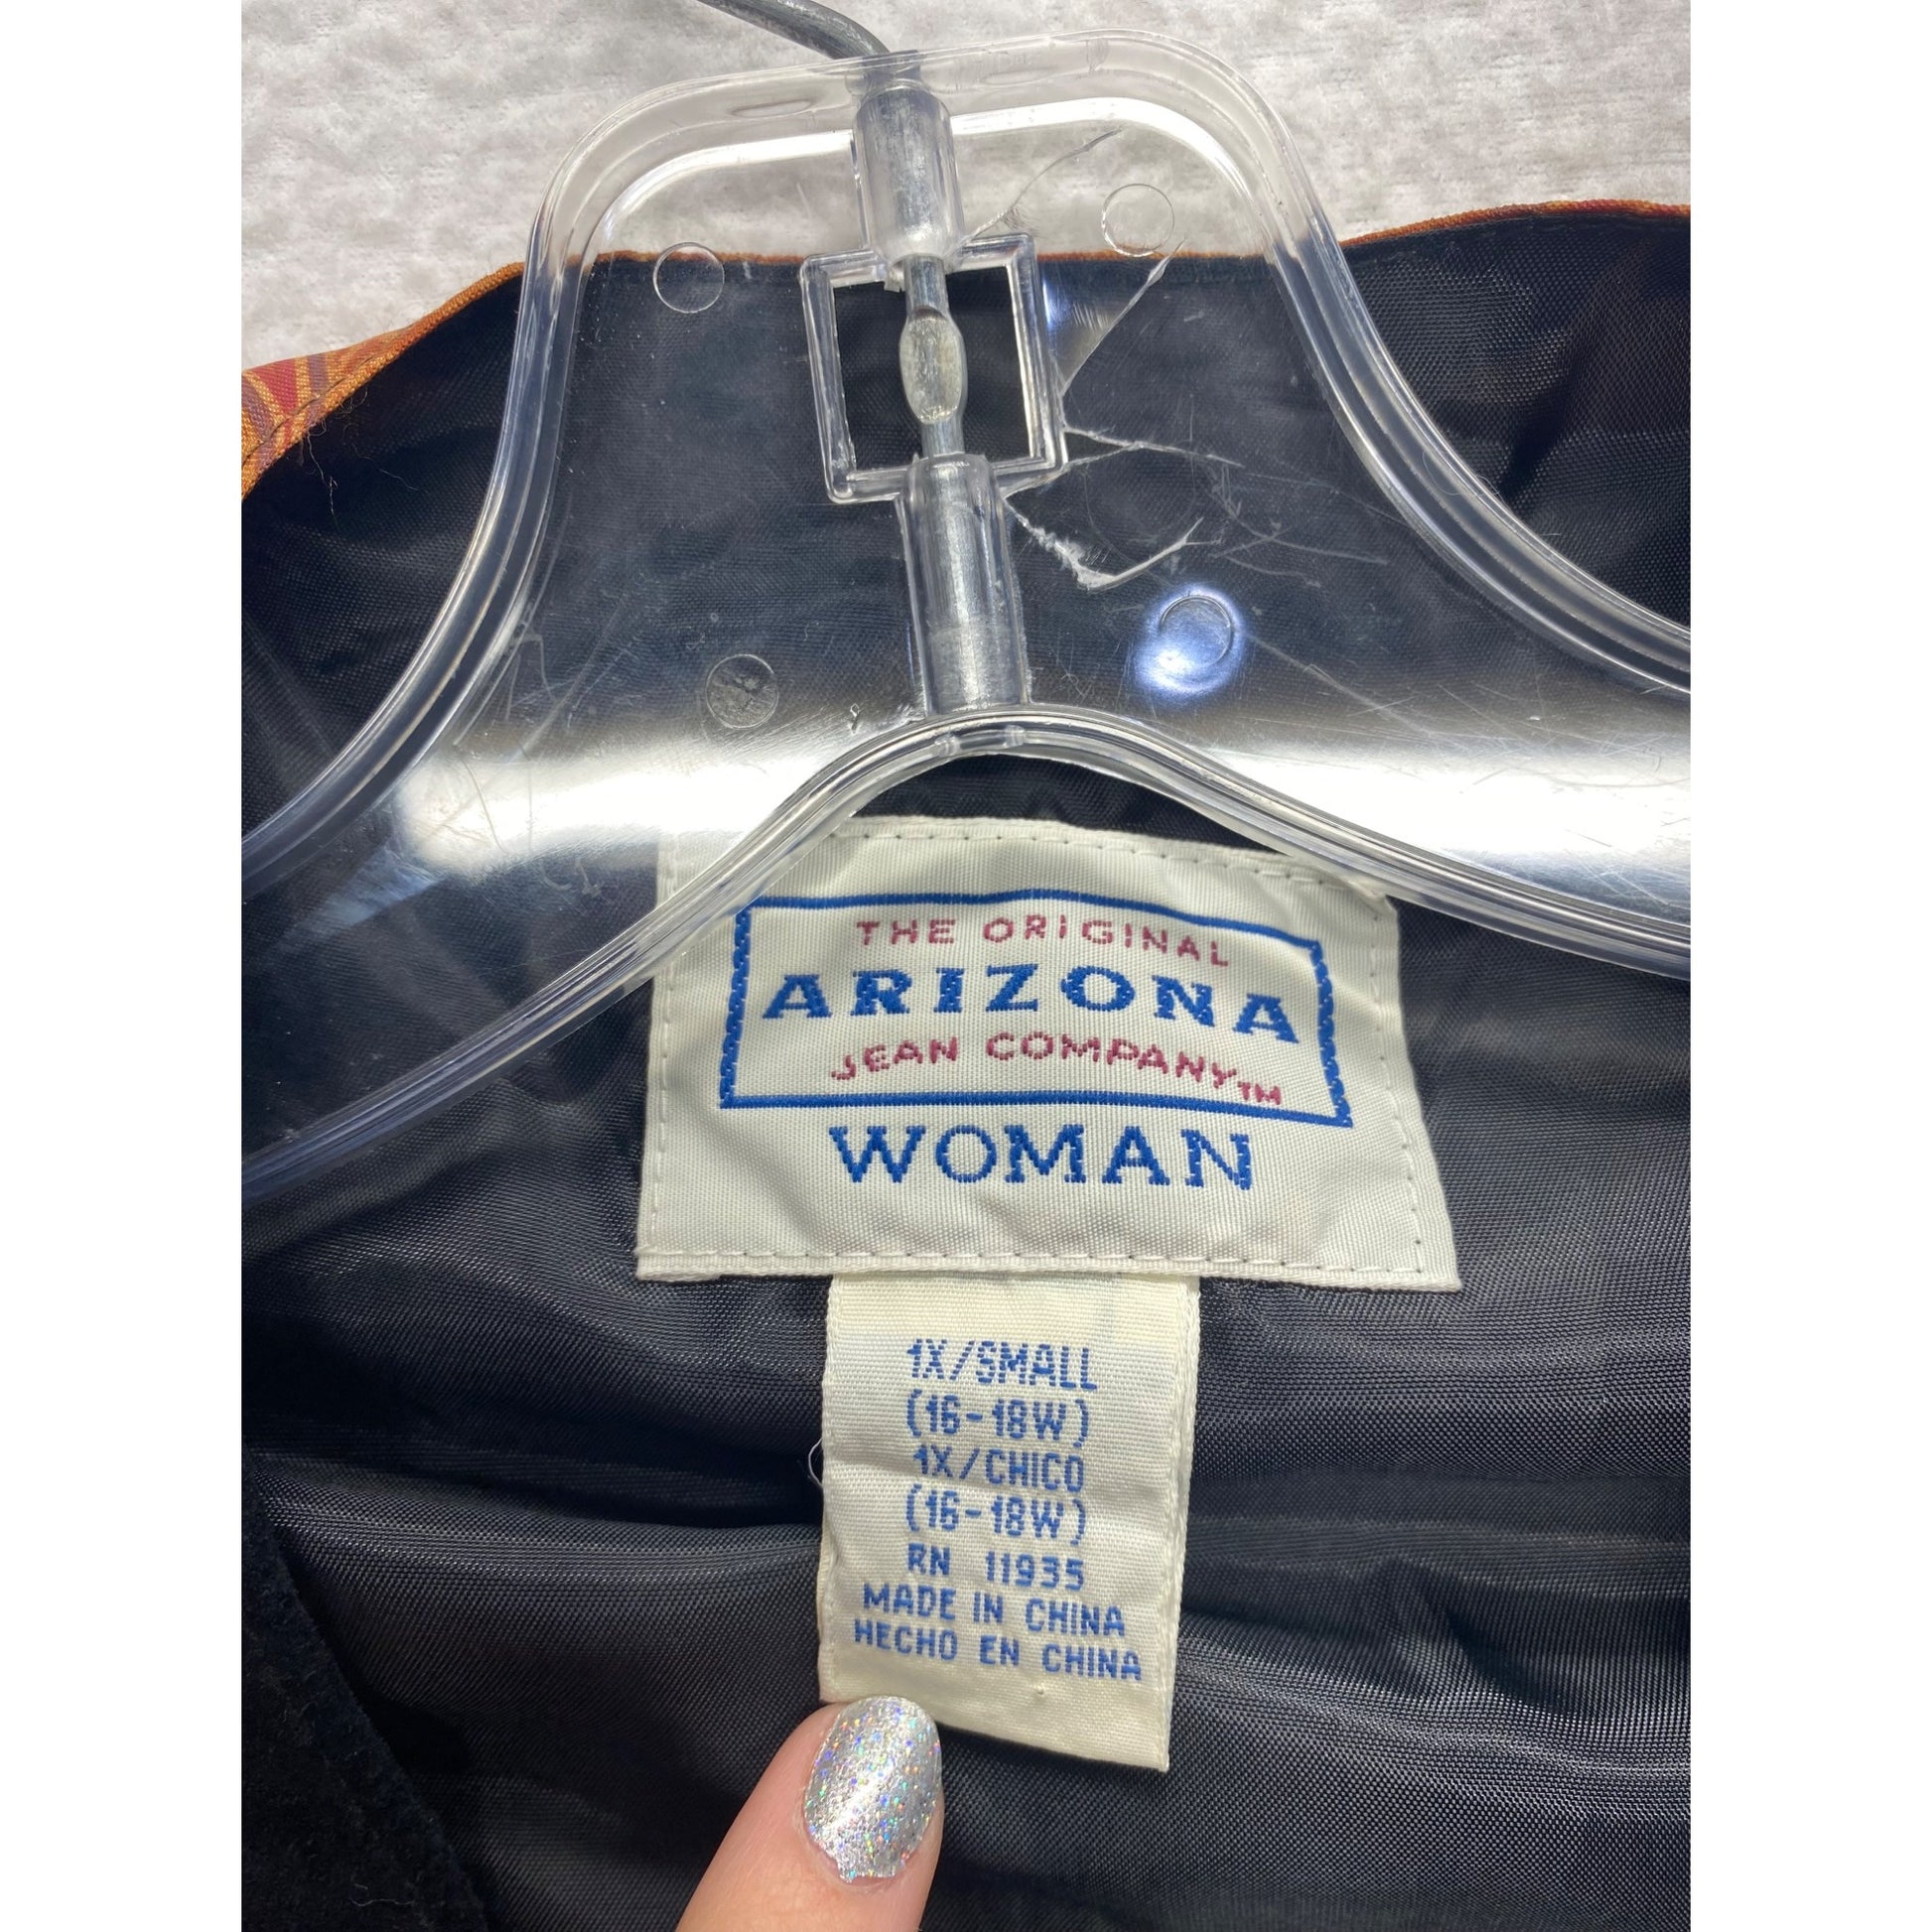 THE ORIGINAL
ARIZONA
JEAN COMPANY™
WOMAN
1X/SMALL
(16-18W)
1X/CHICO
(16-18W)
RN 11935
MADE IN CHINA
HECHO EN CHINA